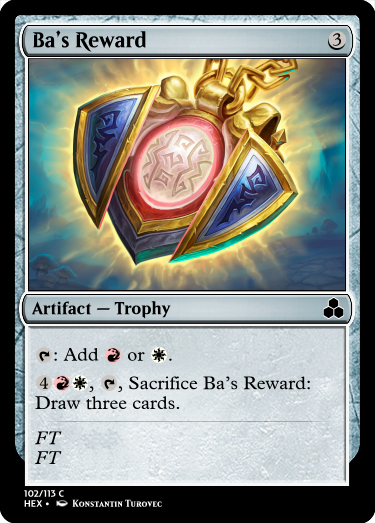 Ba's Reward 3
Artifact — Trophy
: Add or .
4 , , Sacrifice Ba's Reward:
Draw three cards.
FT
FT
102/113 C
HEX • Konstantin Turovec